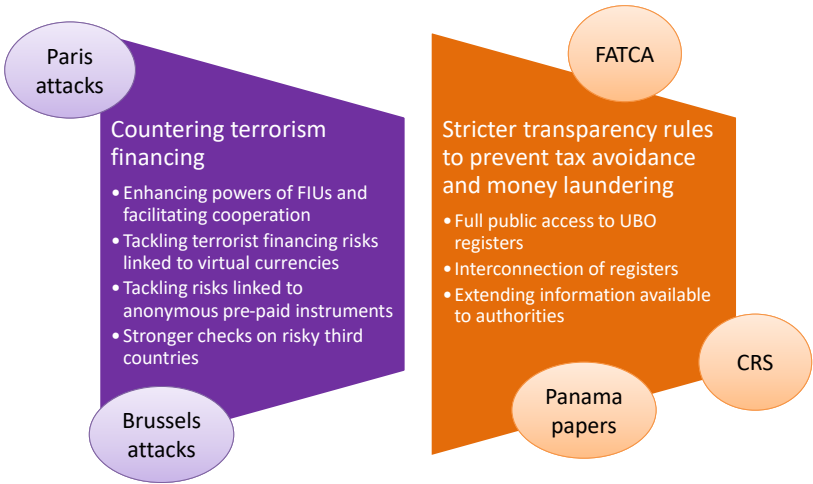 Paris
attacks
Countering terrorism
financing
• Enhancing powers of FIUs and
facilitating cooperation
• Tackling terrorist financing risks
linked to virtual currencies
• Tackling risks linked to
anonymous pre-paid instruments
• Stronger checks on risky third
countries
Brussels
attacks
FATCA
Stricter transparency rules
to prevent tax avoidance
and money laundering
• Full public access to UBO
registers
• Interconnection of registers
• Extending information available
to authorities
CRS
Panama
papers